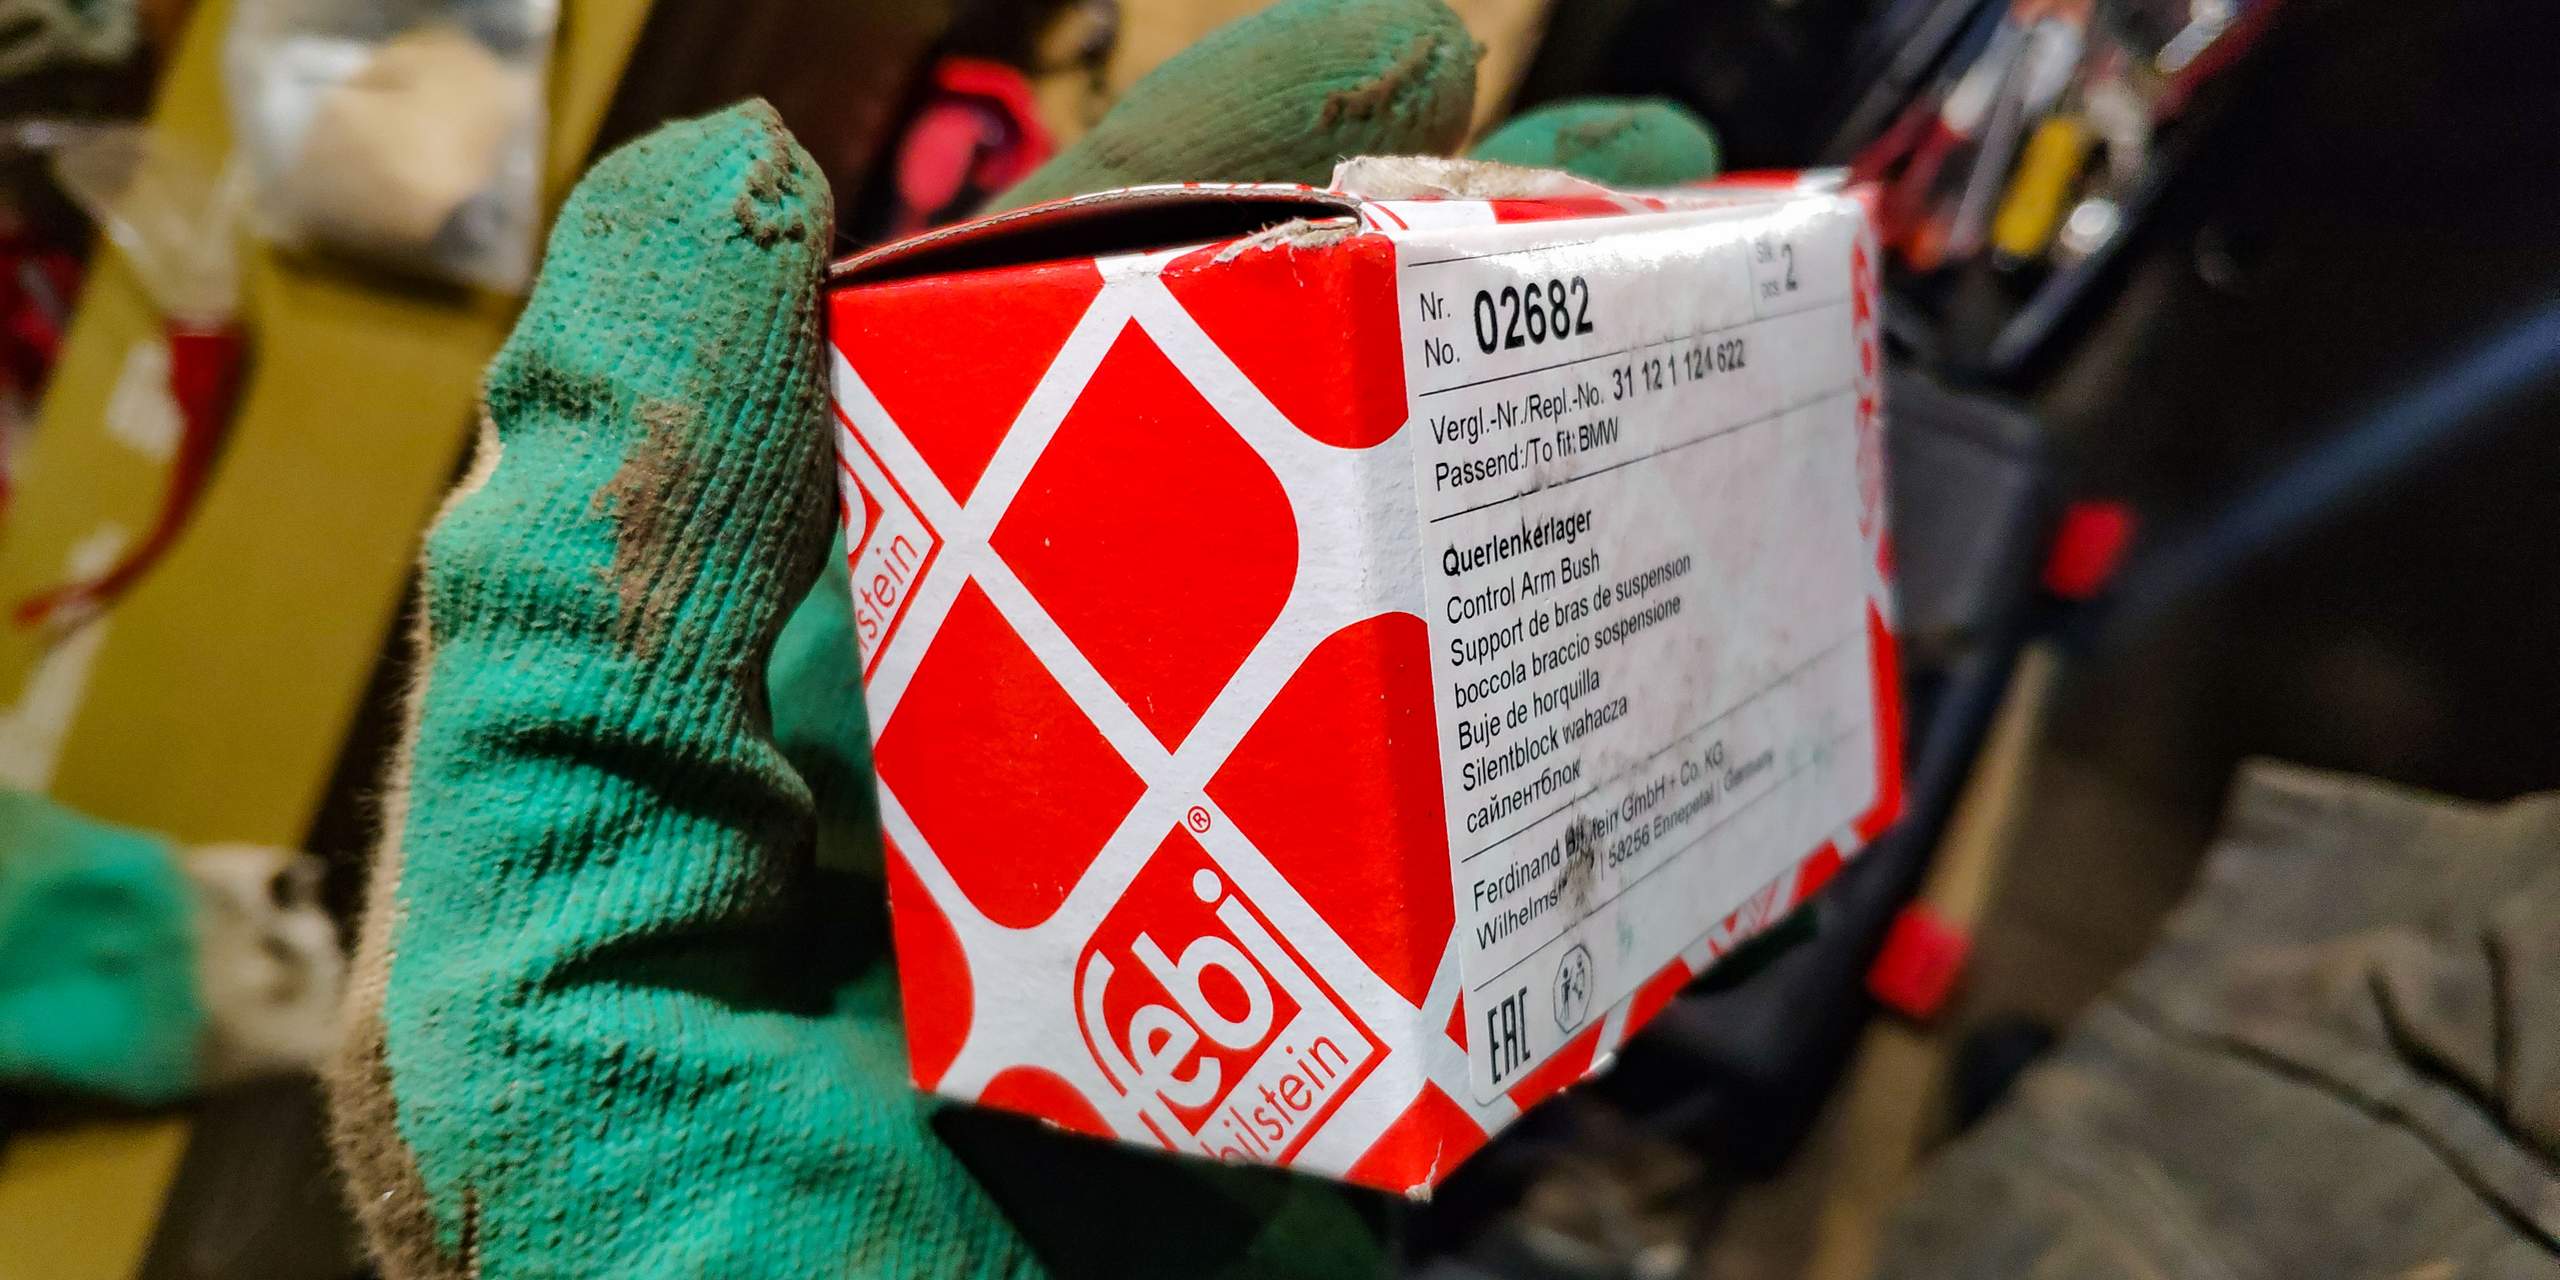 Nr.
No. 02682
Stk
pcs. 2
Vergl.-Nr./Repl.-No. 31 12 1 124 622
Passend:/To fit: BMW
Querlenkerlager
Control Arm Bush
Support de bras de suspension
boccola braccio sospensione
Buje de horquilla
Silentblock wahacza
сайлентблок
Ferdinand GmbH + Co. KG
58256 Ennepetal | Germany
EAC
febi®
bilstein